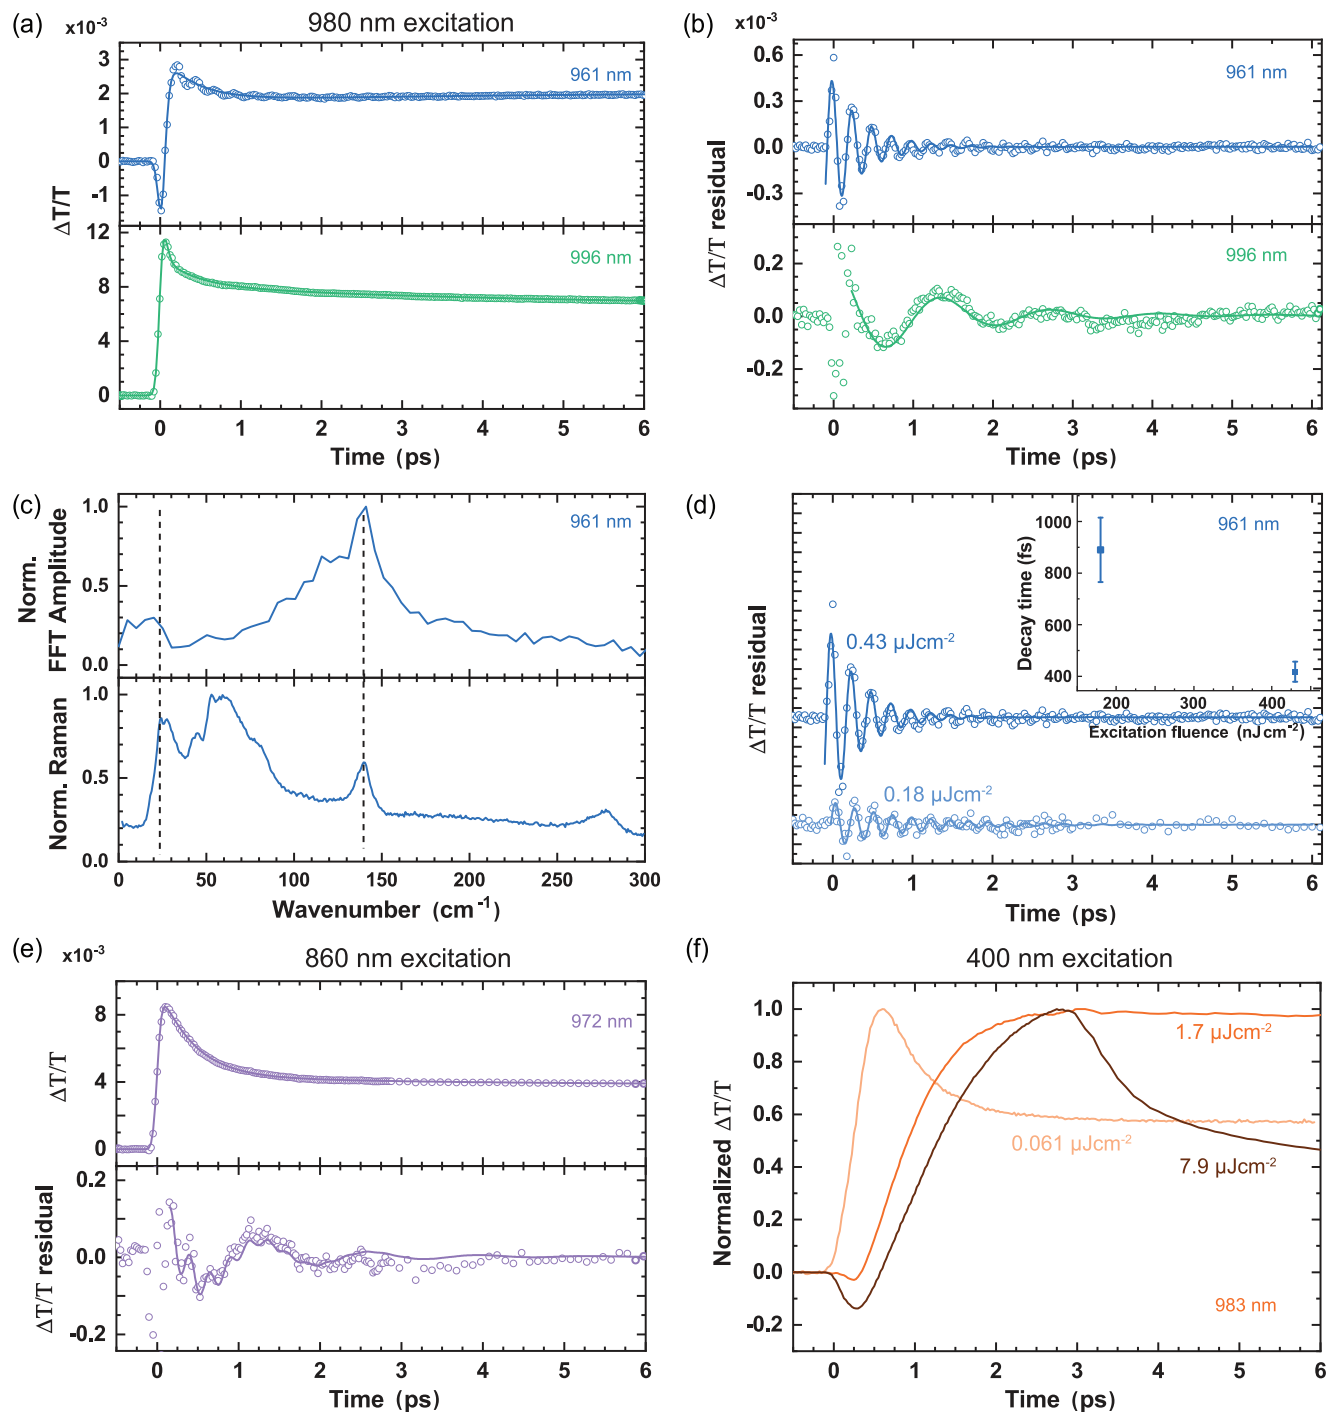 (a)
x10⁻³
980 nm excitation
3
2
1
0
-1
961 nm
12
8
4
0
996 nm
ΔT/T
0 1 2 3 4 5 6
Time (ps)
(b)
x10⁻³
0.6
0.3
0.0
-0.3
961 nm
0.2
0.0
-0.2
996 nm
ΔT/T residual
0 1 2 3 4 5 6
Time (ps)
(c)
1.0
0.5
0.0
961 nm
Norm.
FFT Amplitude
1.0
0.5
0.0
Norm. Raman
0 50 100 150 200 250 300
Wavenumber (cm⁻¹)
(d)
961 nm
1000
800
600
400
Decay time (fs)
200 300 400
Excitation fluence (nJcm⁻²)
0.43 μJcm⁻²
0.18 μJcm⁻²
ΔT/T residual
0 1 2 3 4 5 6
Time (ps)
(e)
x10⁻³
860 nm excitation
8
4
0
972 nm
ΔT/T
0.2
0.0
-0.2
ΔT/T residual
0 1 2 3 4 5 6
Time (ps)
(f)
400 nm excitation
1.0
0.8
0.6
0.4
0.2
0.0
-0.2
Normalized ΔT/T
1.7 μJcm⁻²
0.061 μJcm⁻²
7.9 μJcm⁻²
983 nm
0 1 2 3 4 5 6
Time (ps)